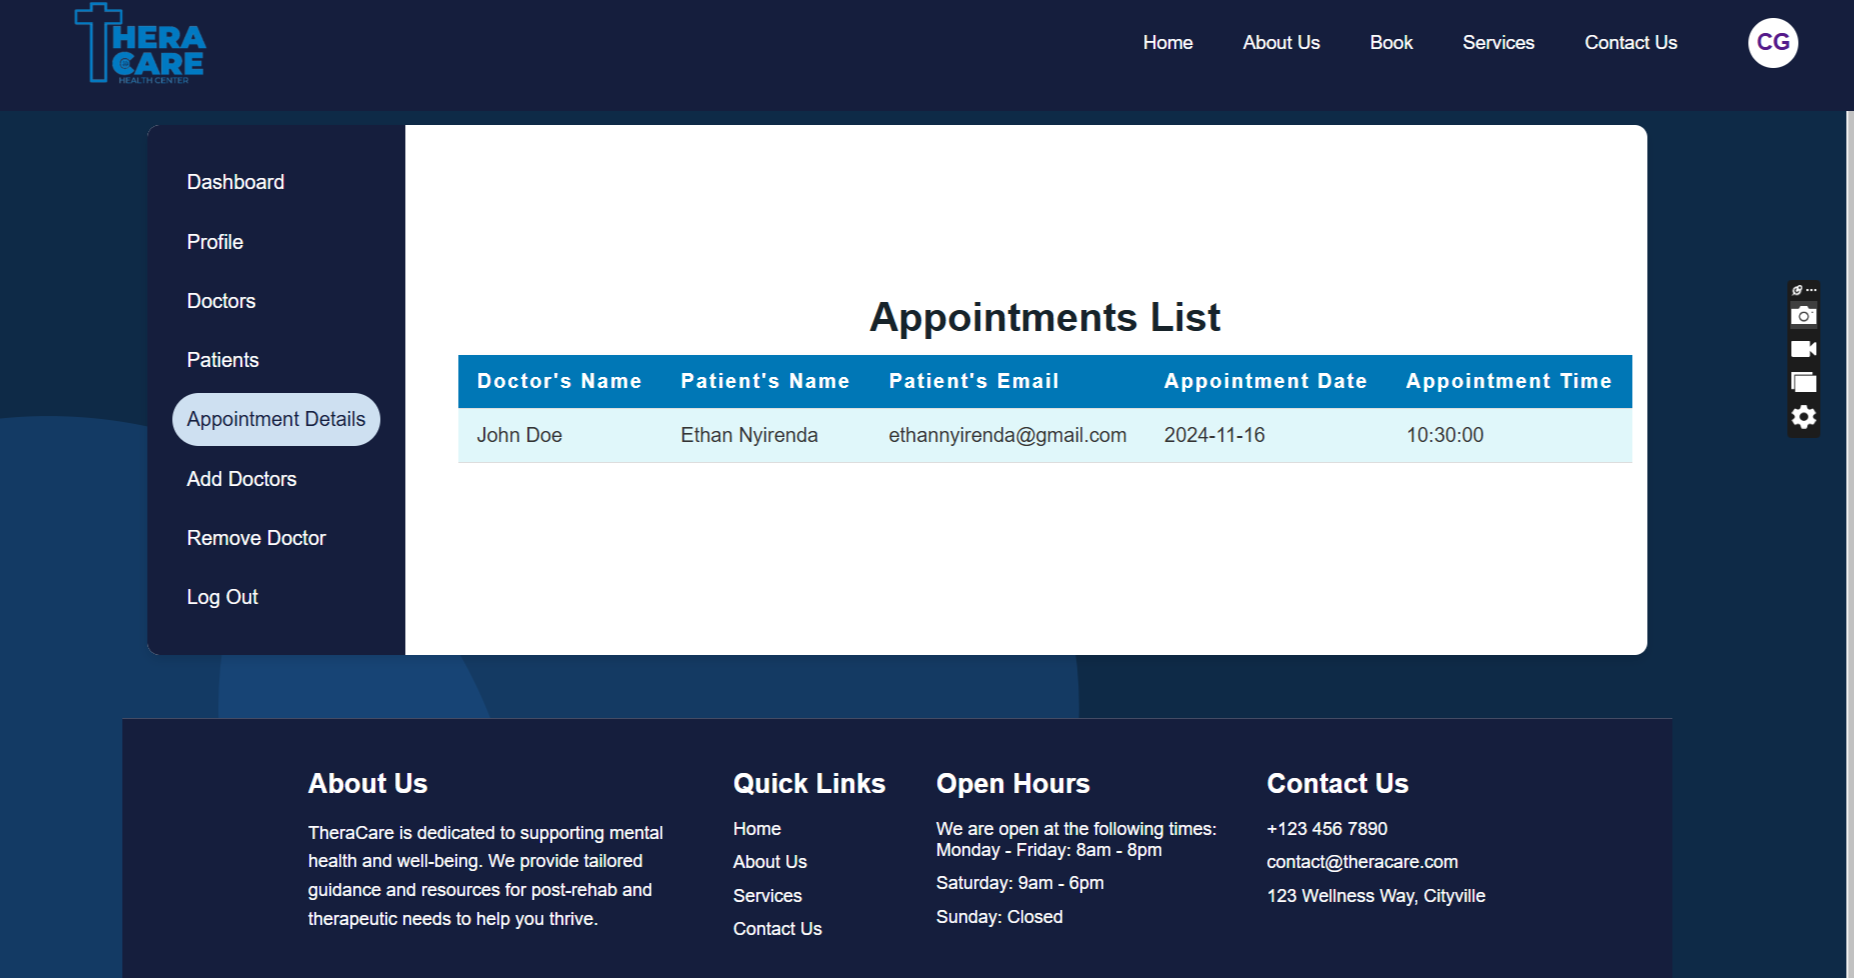 THERA
@CARE
HEALTH CENTER
Home About Us Book Services Contact Us CG
Dashboard
Profile
Doctors
Patients
Appointment Details
Add Doctors
Remove Doctor
Log Out
Appointments List
Doctor's Name Patient's Name Patient's Email Appointment Date Appointment Time
John Doe Ethan Nyirenda ethannyirenda@gmail.com 2024-11-16 10:30:00
About Us
TheraCare is dedicated to supporting mental
health and well-being. We provide tailored
guidance and resources for post-rehab and
therapeutic needs to help you thrive.
Quick Links
Home
About Us
Services
Contact Us
Open Hours
We are open at the following times:
Monday - Friday: 8am - 8pm
Saturday: 9am - 6pm
Sunday: Closed
Contact Us
+123 456 7890
contact@theracare.com
123 Wellness Way, Cityville